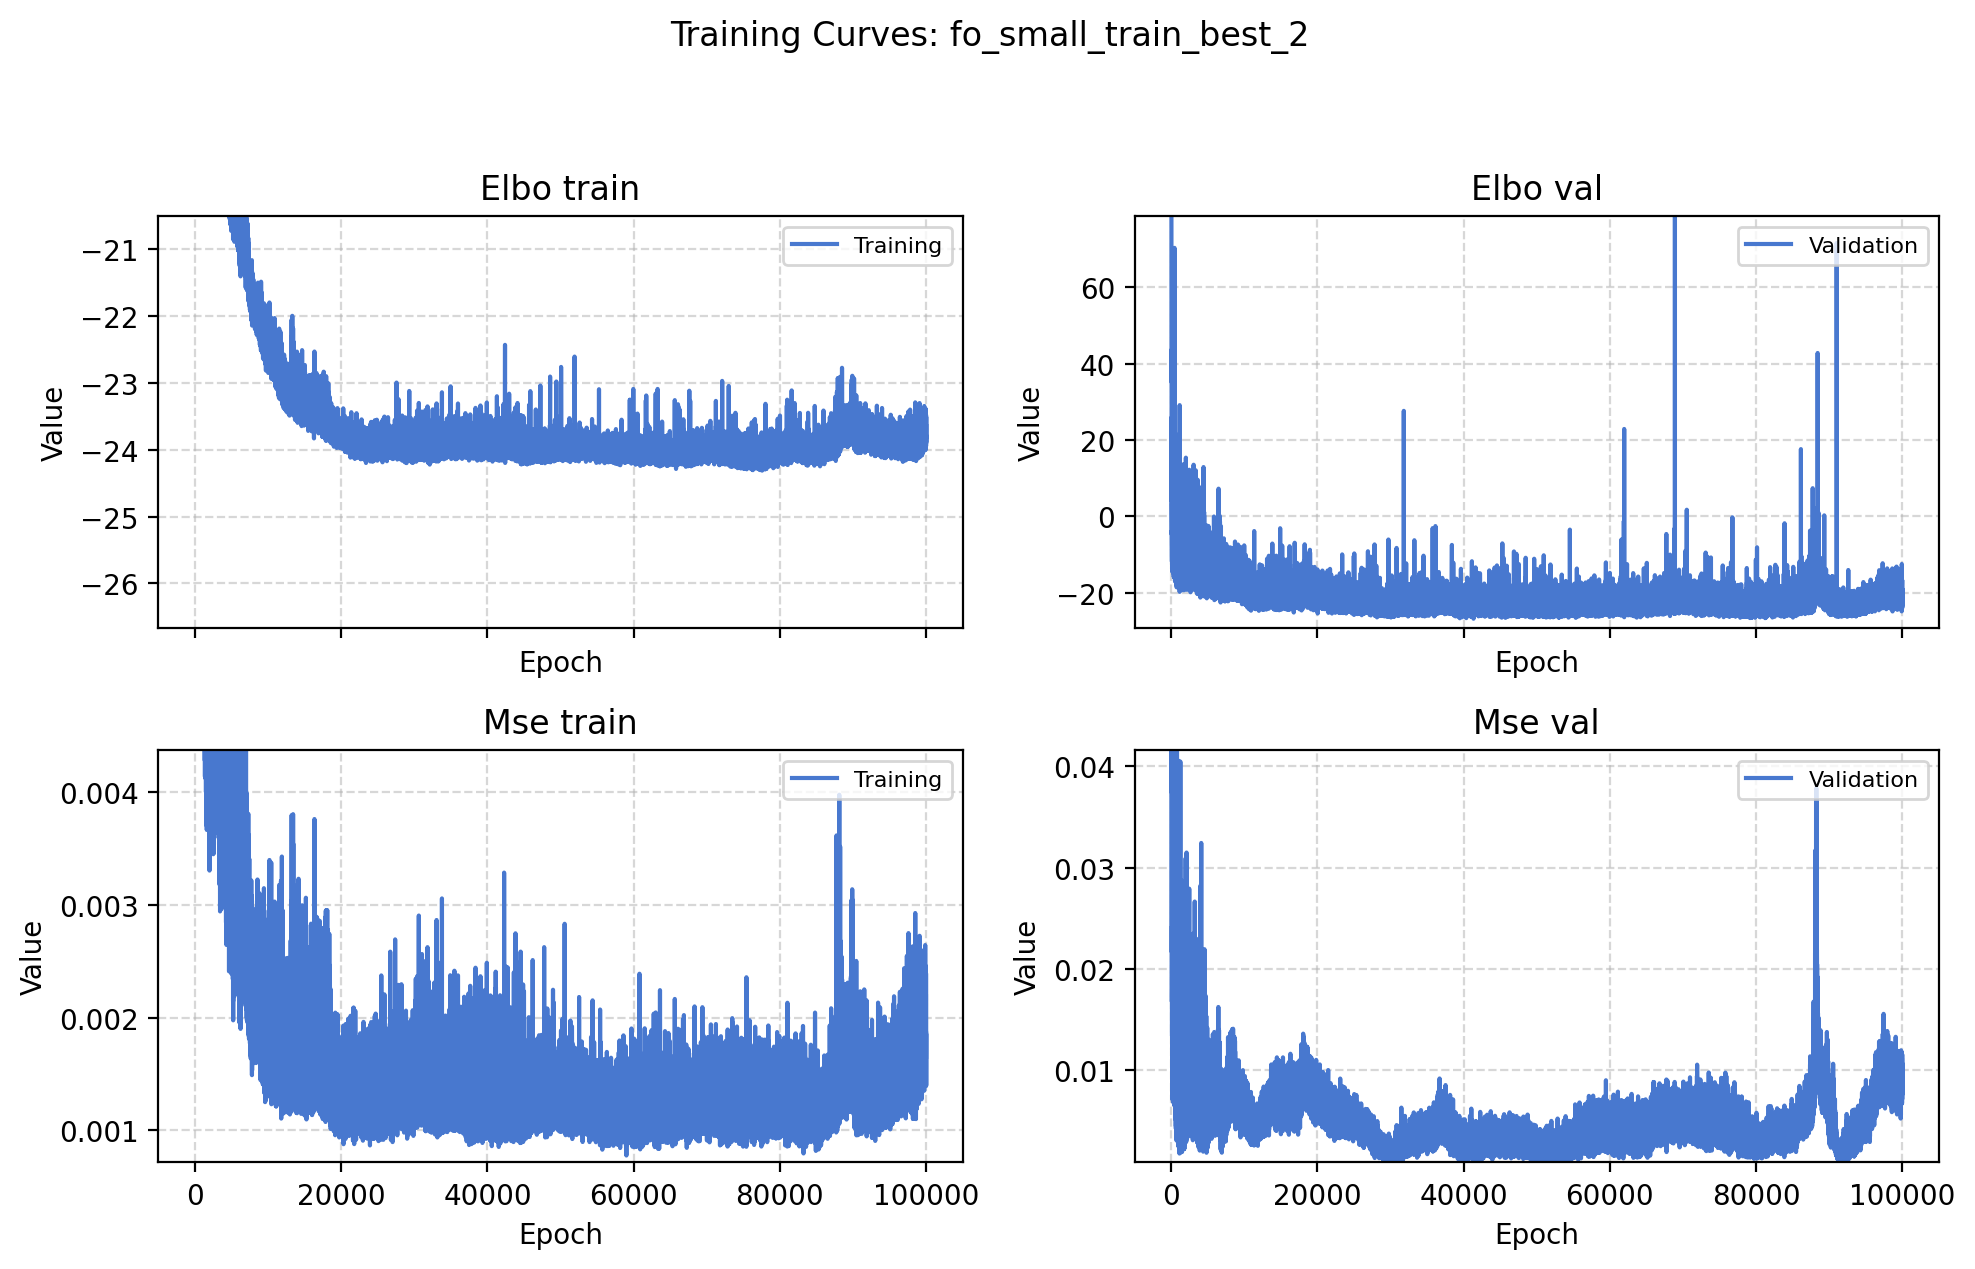 Training Curves: fo_small_train_best_2
Elbo train
Value
−21
−22
−23
−24
−25
−26
Training
Epoch
Elbo val
Value
60
40
20
0
−20
Validation
Epoch
Mse train
Value
0.004
0.003
0.002
0.001
Training
0 20000 40000 60000 80000 100000
Epoch
Mse val
Value
0.04
0.03
0.02
0.01
Validation
0 20000 40000 60000 80000 100000
Epoch